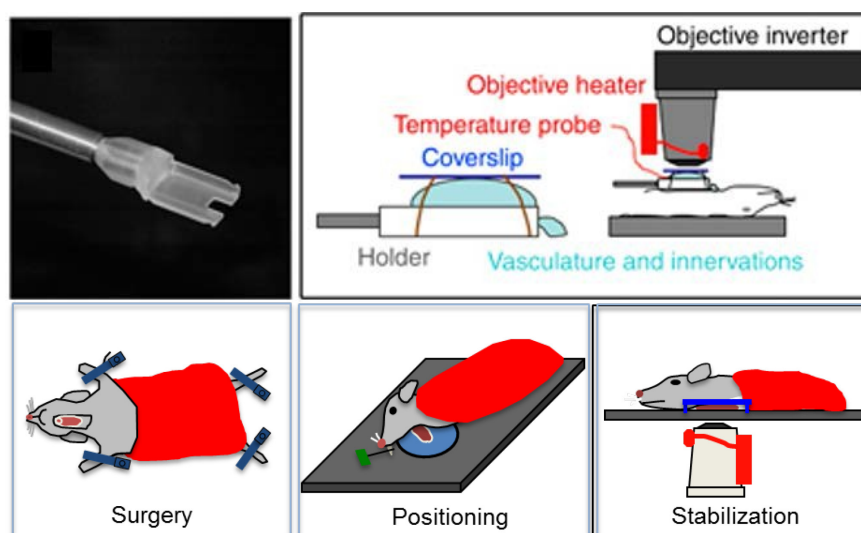 Objective inverter
Objective heater
Temperature probe
Coverslip
Holder
Vasculature and innervations
Surgery
Positioning
Stabilization